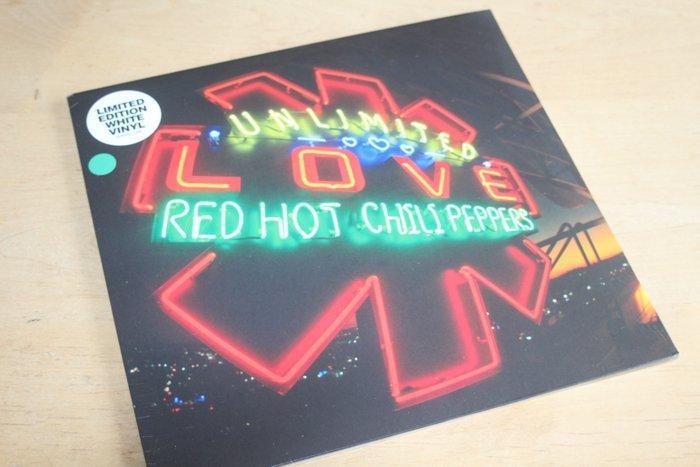 LIMITED
EDITION
WHITE
VINYL
UNLIMITED
LOVE
RED HOT CHILI PEPPERS